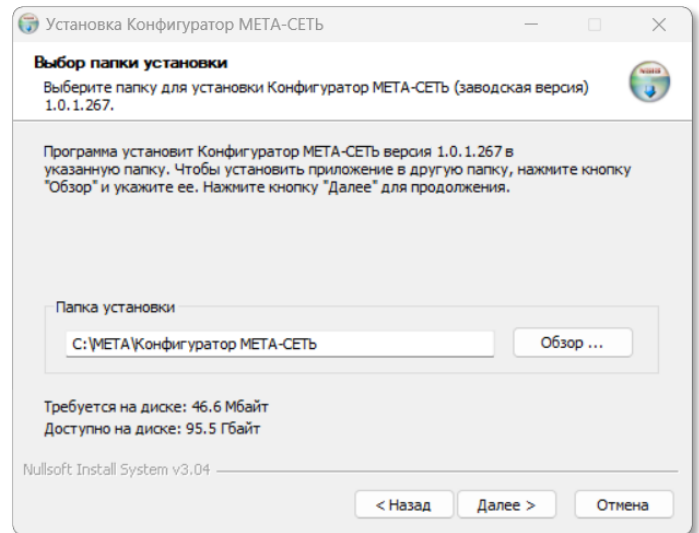 Установка Конфигуратор МЕТА-СЕТЬ
Выбор папки установки
Выберите папку для установки Конфигуратор МЕТА-СЕТЬ (заводская версия)
1.0.1.267.
Программа установит Конфигуратор МЕТА-СЕТЬ версия 1.0.1.267 в
указанную папку. Чтобы установить приложение в другую папку, нажмите кнопку
"Обзор" и укажите ее. Нажмите кнопку "Далее" для продолжения.
Папка установки
C:\МЕТА\Конфигуратор МЕТА-СЕТЬ
Обзор ...
Требуется на диске: 46.6 Мбайт
Доступно на диске: 95.5 Гбайт
Nullsoft Install System v3.04
< Назад
Далее >
Отмена